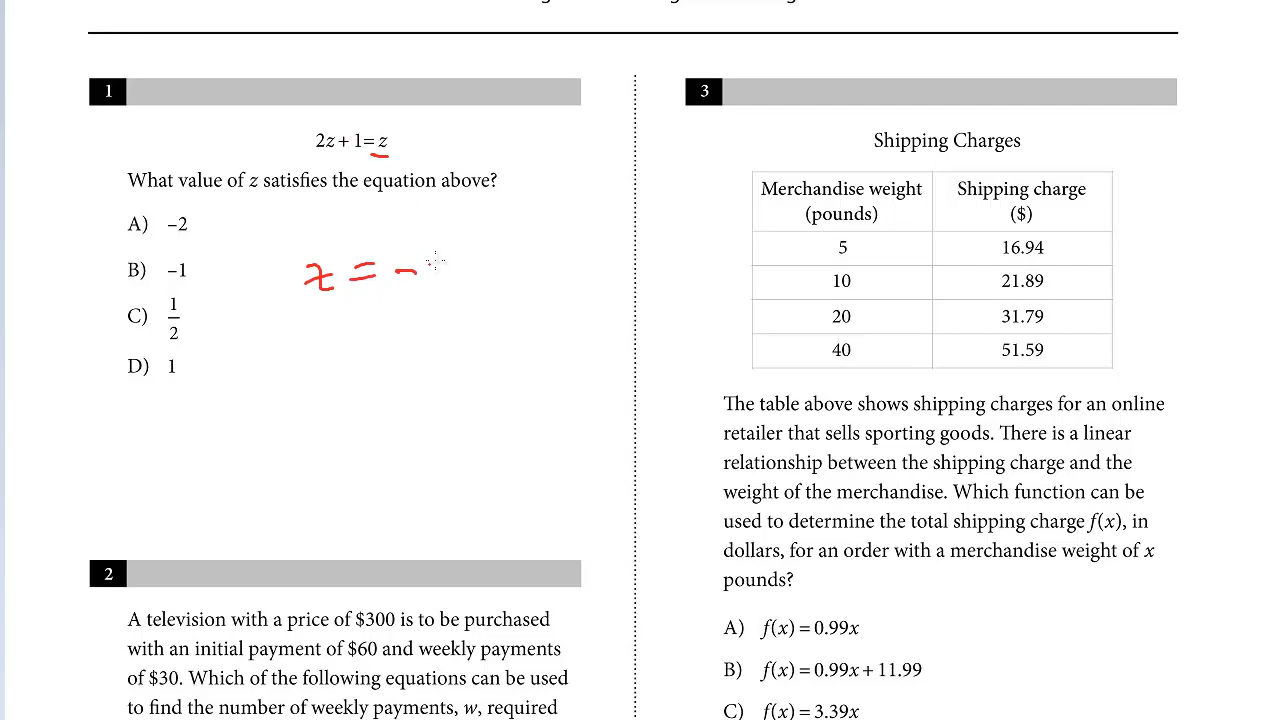 1
2z + 1 = z
What value of z satisfies the equation above?
A) –2
B) –1
C) 1/2
D) 1
z = -
2
A television with a price of $300 is to be purchased
with an initial payment of $60 and weekly payments
of $30. Which of the following equations can be used
to find the number of weekly payments, w, required
3
Shipping Charges
Merchandise weight (pounds) Shipping charge ($)
5 16.94
10 21.89
20 31.79
40 51.59
The table above shows shipping charges for an online
retailer that sells sporting goods. There is a linear
relationship between the shipping charge and the
weight of the merchandise. Which function can be
used to determine the total shipping charge f(x), in
dollars, for an order with a merchandise weight of x
pounds?
A) f(x) = 0.99x
B) f(x) = 0.99x + 11.99
C) f(x) = 3.39x